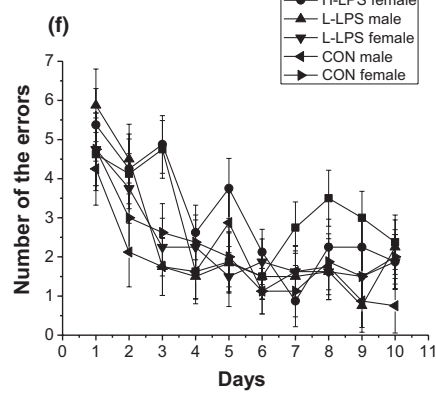 (f)
H-LPS female
L-LPS male
L-LPS female
CON male
CON female
7
6
5
4
3
2
1
0
Number of the errors
0 1 2 3 4 5 6 7 8 9 10 11
Days